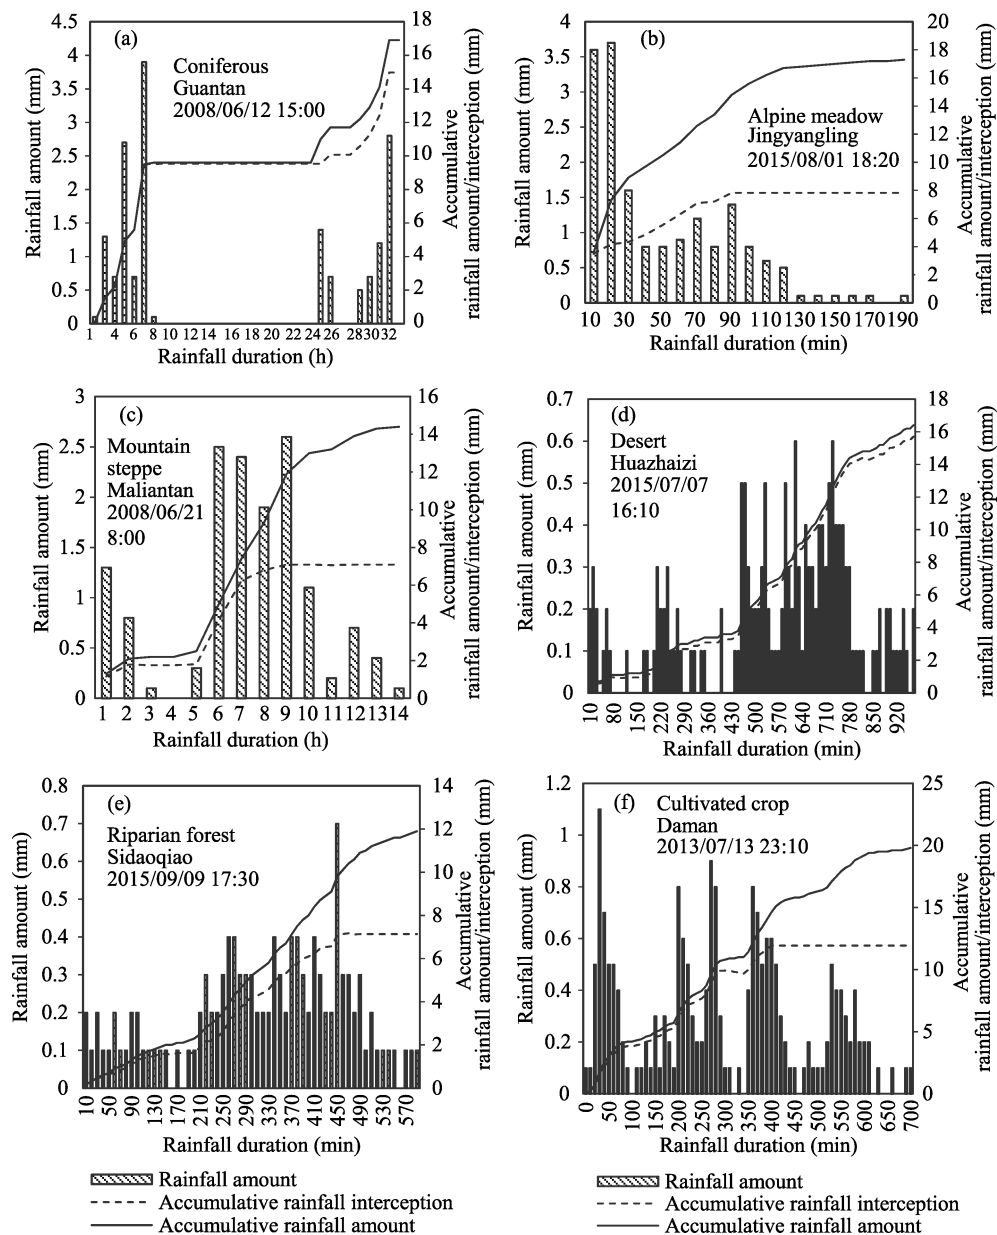 (a)
Coniferous
Guantan
2008/06/12 15:00
Rainfall amount (mm)
4.5
4
3.5
3
2.5
2
1.5
1
0.5
0
18
16
14
12
10
8
6
4
2
0
Accumulative
rainfall amount/interception (mm)
1 4 6 8 10 12 14 16 18 20 22 24 26 28 30 32
Rainfall duration (h)
(b)
Alpine meadow
Jingyangling
2015/08/01 18:20
Rainfall amount (mm)
4
3.5
3
2.5
2
1.5
1
0.5
0
20
18
16
14
12
10
8
6
4
2
0
Accumulative
rainfall amount/interception (mm)
10 30 50 70 90 110 130 150 170 190
Rainfall duration (min)
(c)
Mountain
steppe
Maliantan
2008/06/21
8:00
Rainfall amount (mm)
3
2.5
2
1.5
1
0.5
0
16
14
12
10
8
6
4
2
0
Accumulative
rainfall amount/interception (mm)
1 2 3 4 5 6 7 8 9 10 11 12 13 14
Rainfall duration (h)
(d)
Desert
Huazhaizi
2015/07/07
16:10
Rainfall amount (mm)
0.7
0.6
0.5
0.4
0.3
0.2
0.1
0
18
16
14
12
10
8
6
4
2
0
Accumulative
rainfall amount/interception (mm)
10 80 150 220 290 360 430 500 570 640 710 780 850 920
Rainfall duration (min)
(e)
Riparian forest
Sidaoqiao
2015/09/09 17:30
Rainfall amount (mm)
0.8
0.7
0.6
0.5
0.4
0.3
0.2
0.1
0
14
12
10
8
6
4
2
0
Accumulative
rainfall amount/interception (mm)
10 50 90 130 170 210 250 290 330 370 410 450 490 530 570
Rainfall duration (min)
(f)
Cultivated crop
Daman
2013/07/13 23:10
Rainfall amount (mm)
1.2
1
0.8
0.6
0.4
0.2
0
25
20
15
10
5
0
Accumulative
rainfall amount/interception (mm)
0 50 100 150 200 250 300 350 400 450 500 550 600 650 700
Rainfall duration (min)
Rainfall amount
Accumulative rainfall interception
Accumulative rainfall amount
Rainfall amount
Accumulative rainfall interception
Accumulative rainfall amount